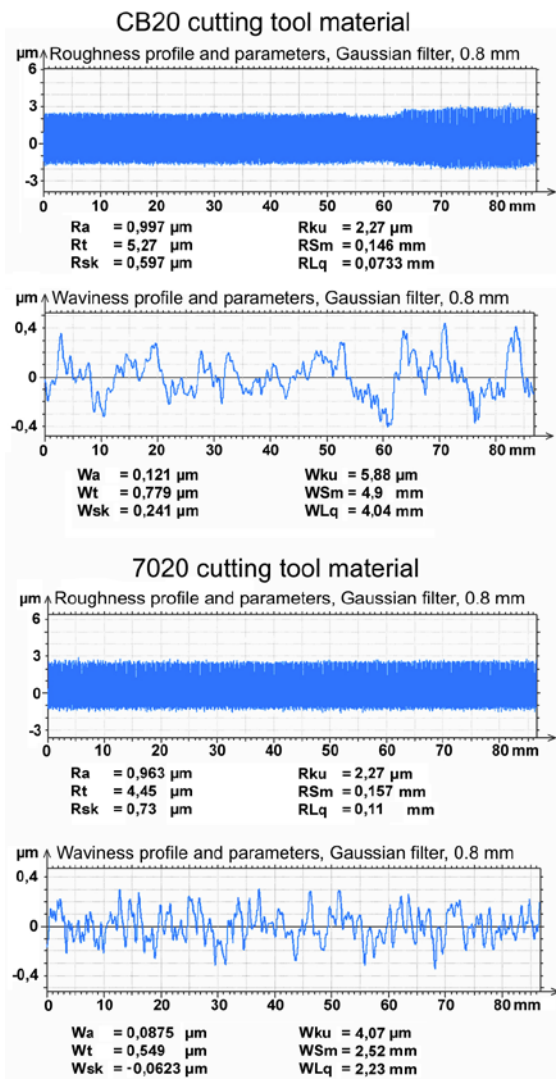 CB20 cutting tool material
µm Roughness profile and parameters, Gaussian filter, 0.8 mm
6
3
0
-3
0 10 20 30 40 50 60 70 80 mm
Ra = 0,997 µm Rku = 2,27 µm
Rt = 5,27 µm RSm = 0,146 mm
Rsk = 0,597 µm RLq = 0,0733 mm
µm Waviness profile and parameters, Gaussian filter, 0.8 mm
0,4
0
-0,4
0 10 20 30 40 50 60 70 80 mm
Wa = 0,121 µm Wku = 5,88 µm
Wt = 0,779 µm WSm = 4,9 mm
Wsk = 0,241 µm WLq = 4,04 mm
7020 cutting tool material
µm Roughness profile and parameters, Gaussian filter, 0.8 mm
6
3
0
-3
0 10 20 30 40 50 60 70 80 mm
Ra = 0,963 µm Rku = 2,27 µm
Rt = 4,45 µm RSm = 0,157 mm
Rsk = 0,73 µm RLq = 0,11 mm
µm Waviness profile and parameters, Gaussian filter, 0.8 mm
0,4
0
-0,4
0 10 20 30 40 50 60 70 80 mm
Wa = 0,0875 µm Wku = 4,07 µm
Wt = 0,549 µm WSm = 2,52 mm
Wsk = -0,0623 µm WLq = 2,23 mm